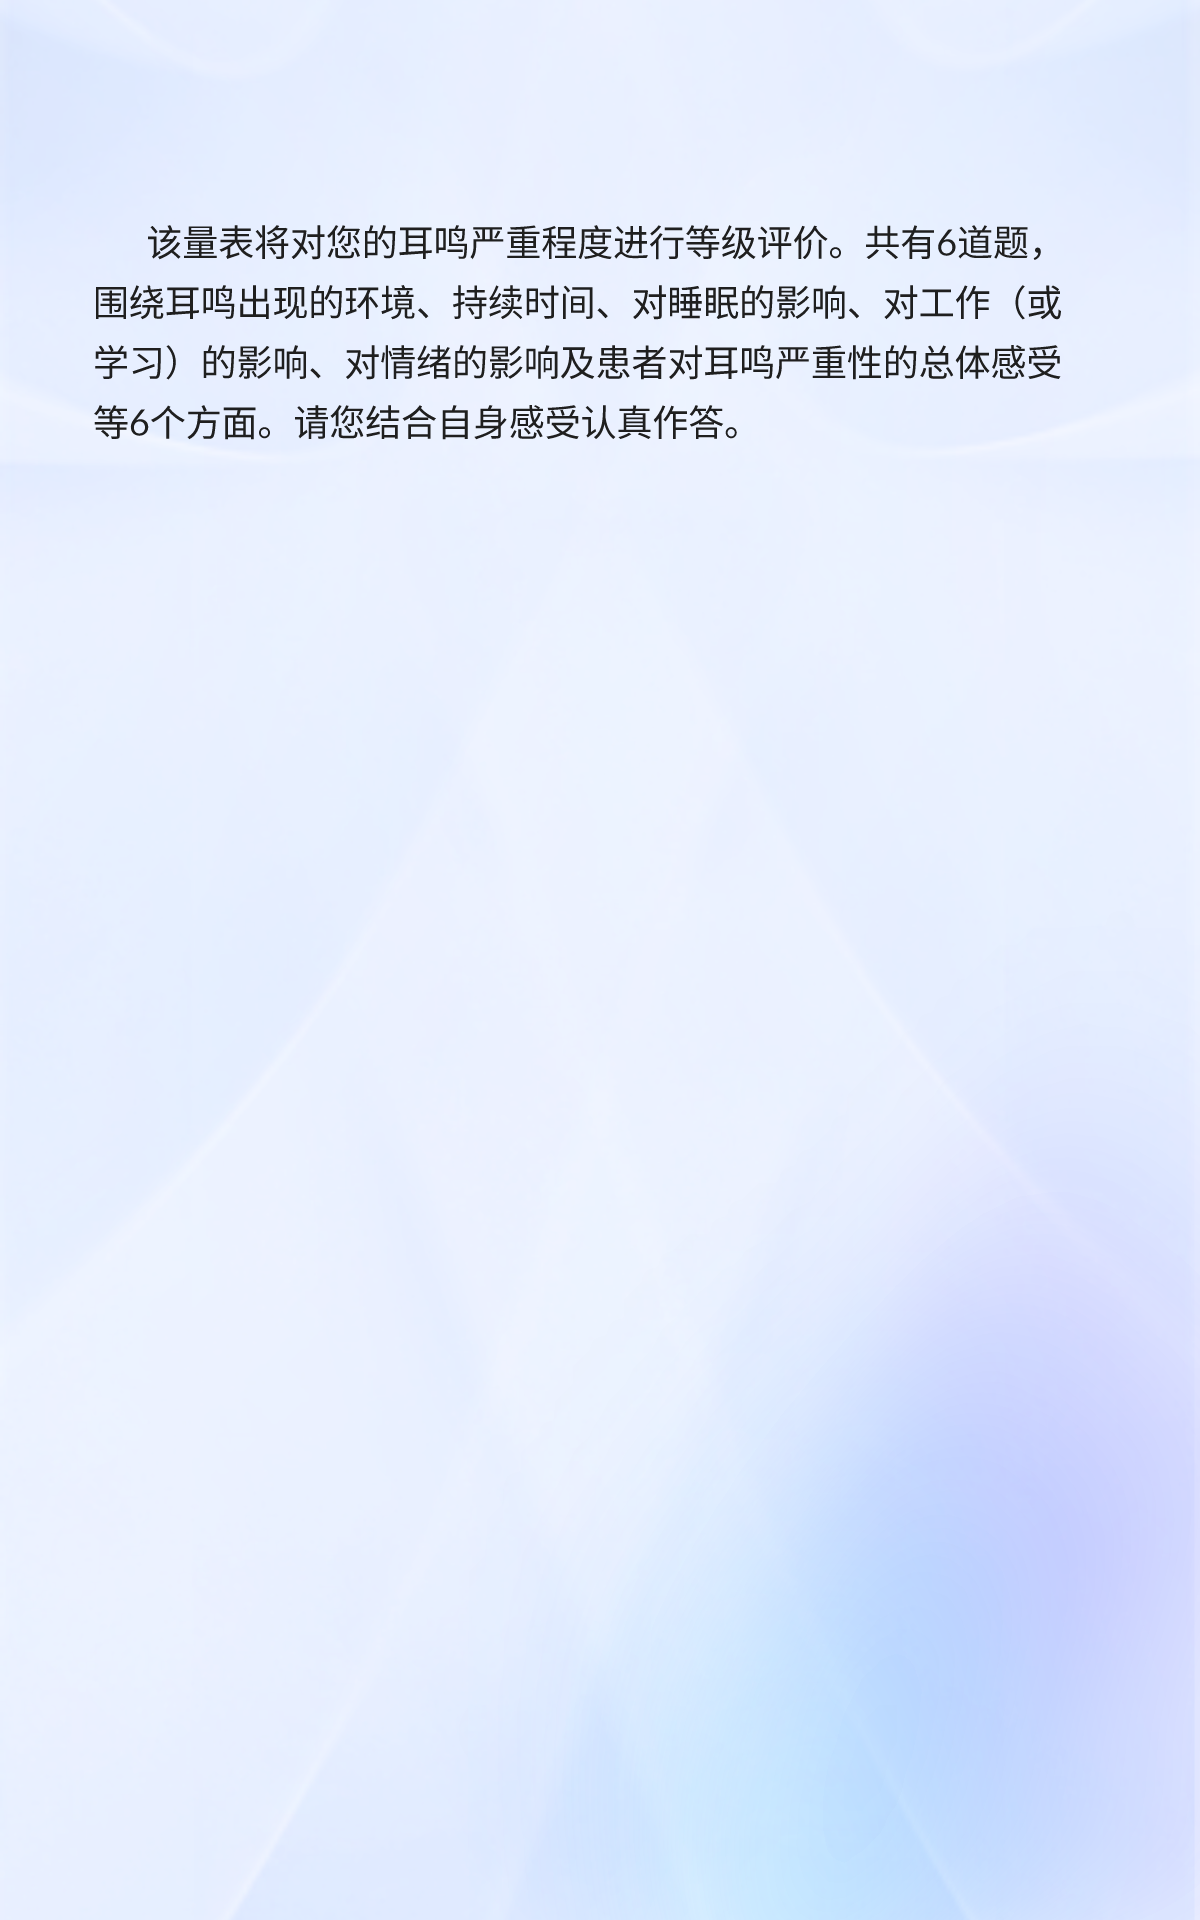 该量表将对您的耳鸣严重程度进行等级评价。共有6道题，
围绕耳鸣出现的环境、持续时间、对睡眠的影响、对工作（或
学习）的影响、对情绪的影响及患者对耳鸣严重性的总体感受
等6个方面。请您结合自身感受认真作答。